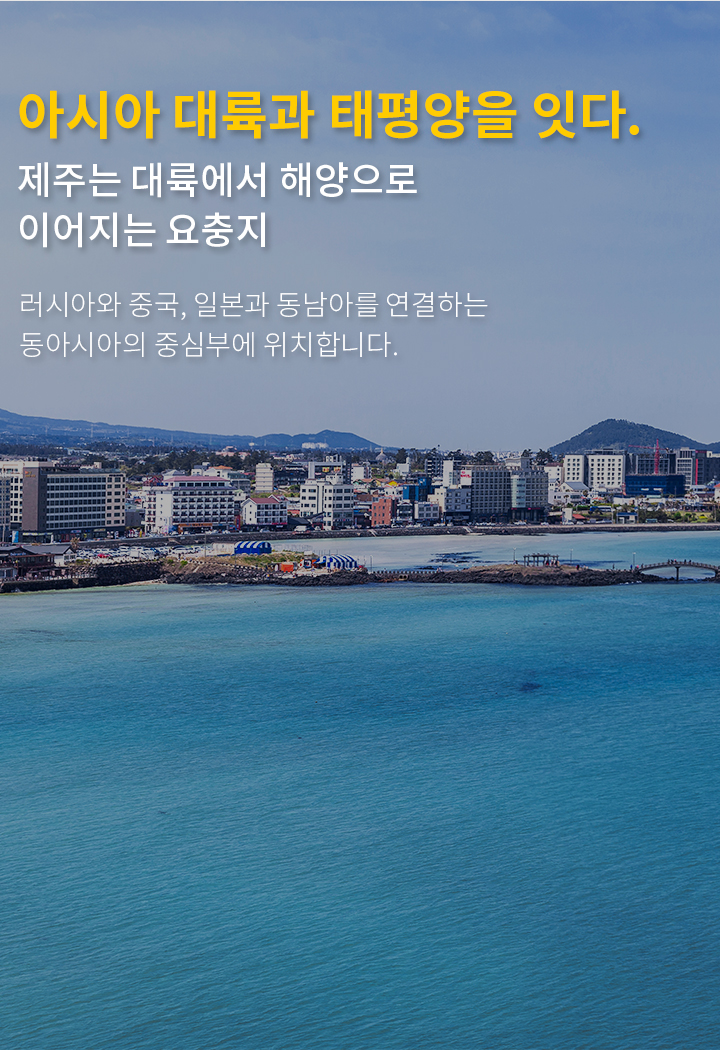 아시아 대륙과 태평양을 잇다.
제주는 대륙에서 해양으로
이어지는 요충지
러시아와 중국, 일본과 동남아를 연결하는
동아시아의 중심부에 위치합니다.